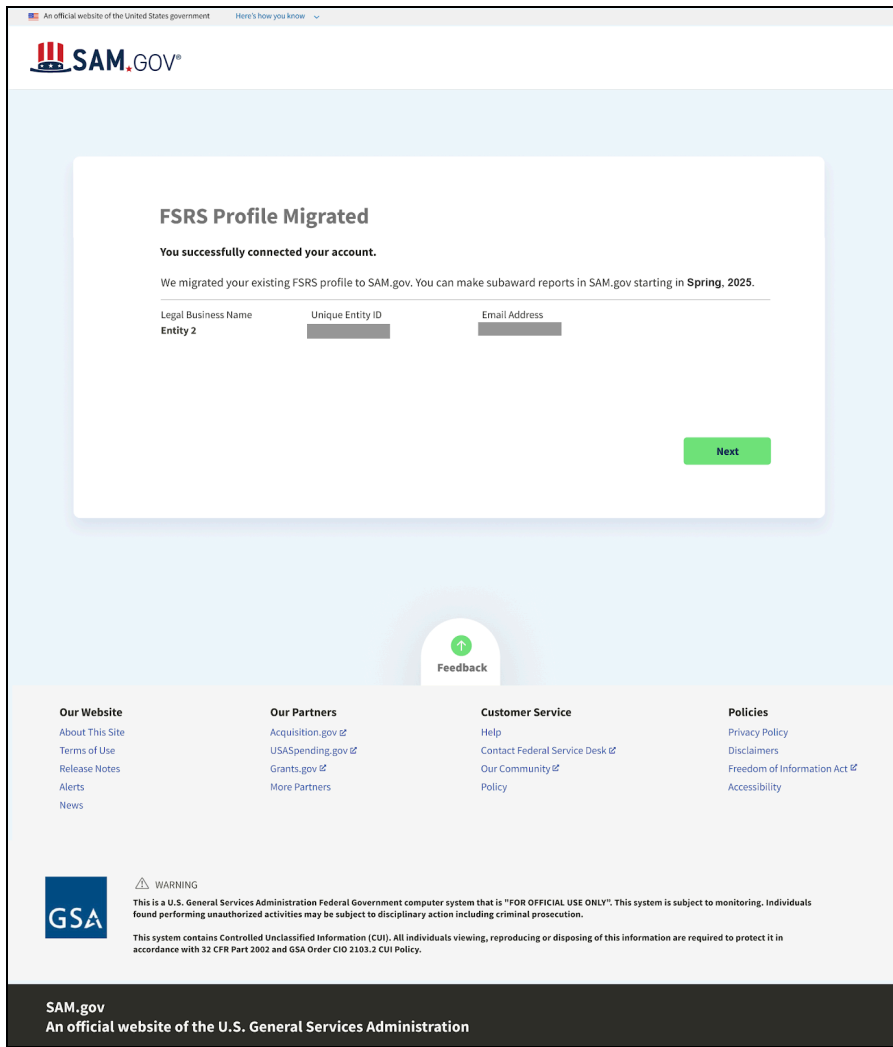 An official website of the United States government Here's how you know
SAM.GOV®
FSRS Profile Migrated
You successfully connected your account.
We migrated your existing FSRS profile to SAM.gov. You can make subaward reports in SAM.gov starting in Spring, 2025.
Legal Business Name Unique Entity ID Email Address
Entity 2
Next
Feedback
Our Website Our Partners Customer Service Policies
About This Site Acquisition.gov Help Privacy Policy
Terms of Use USASpending.gov Contact Federal Service Desk Disclaimers
Release Notes Grants.gov Our Community Freedom of Information Act
Alerts More Partners Policy Accessibility
News
WARNING
This is a U.S. General Services Administration Federal Government computer system that is "FOR OFFICIAL USE ONLY". This system is subject to monitoring. Individuals
found performing unauthorized activities may be subject to disciplinary action including criminal prosecution.
GSA
This system contains Controlled Unclassified Information (CUI). All individuals viewing, reproducing or disposing of this information are required to protect it in
accordance with 32 CFR Part 2002 and GSA Order CIO 2103.2 CUI Policy.
SAM.gov
An official website of the U.S. General Services Administration